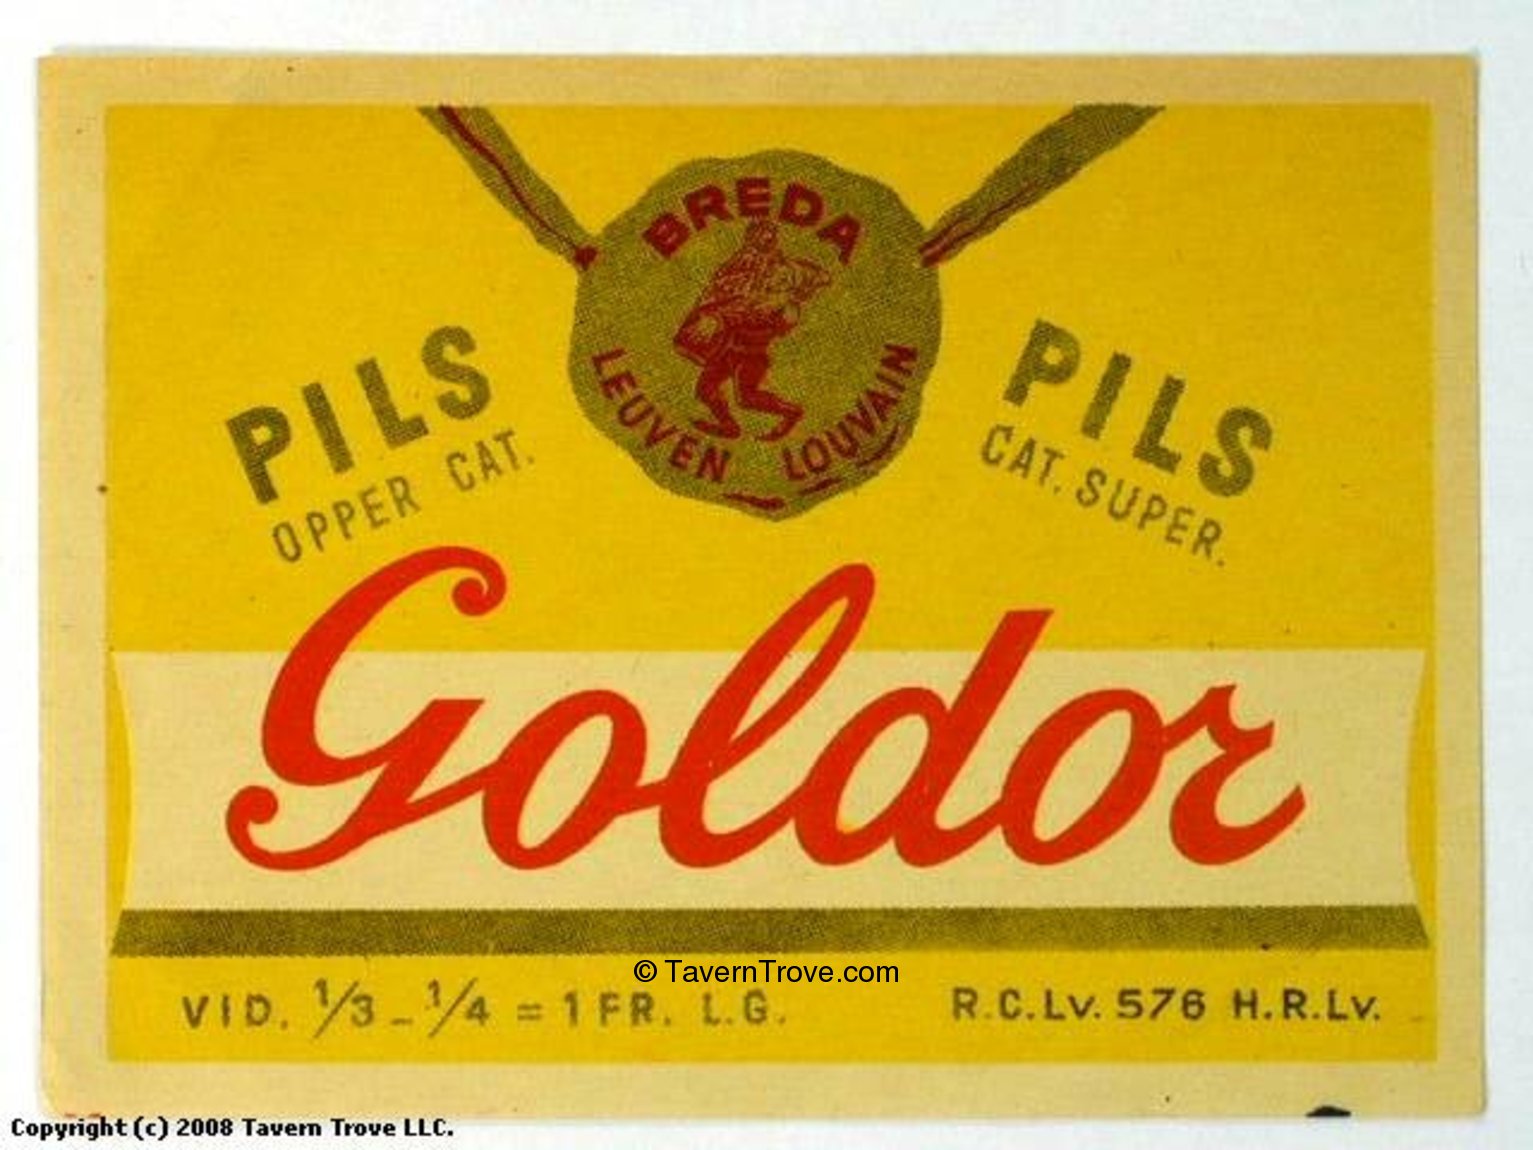 BREDA
LEUVEN LOUVAIN
PILS
OPPER CAT.
PILS
CAT. SUPER.
Goldor
© TavernTrove.com
VID. 1/3 - 1/4 = 1 FR. L.G.
R.C.Lv. 576 H.R.Lv.
Copyright (c) 2008 Tavern Trove LLC.